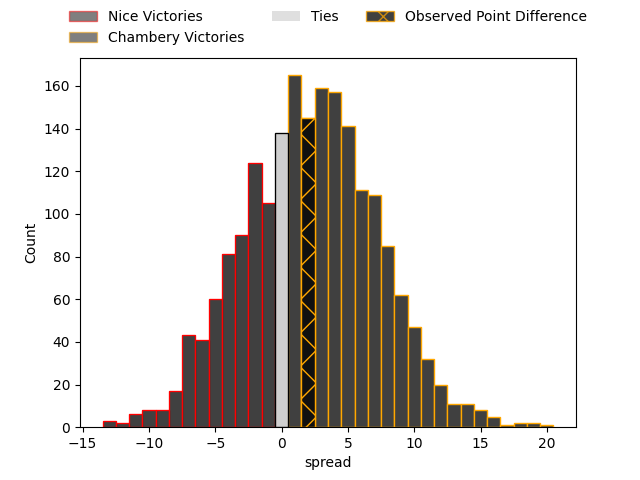 Nice Victories
Chambery Victories
Ties
Observed Point Difference
160
140
120
100
80
60
40
20
0
Count
−15
−10
−5
0
5
10
15
20
spread